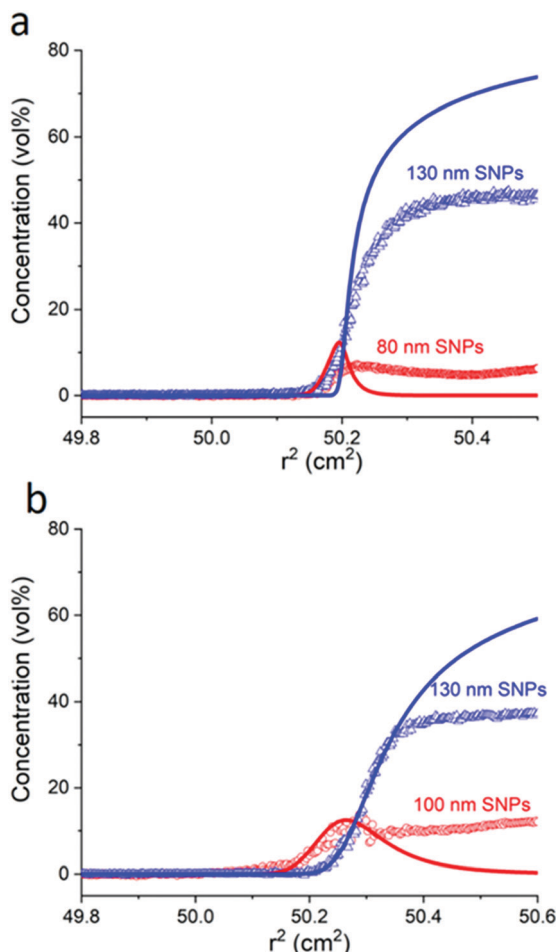 a
80
60
40
20
0
Concentration (vol%)
130 nm SNPs
80 nm SNPs
49.8 50.0 50.2 50.4
r² (cm²)
b
80
60
40
20
0
Concentration (vol%)
130 nm SNPs
100 nm SNPs
49.8 50.0 50.2 50.4 50.6
r² (cm²)